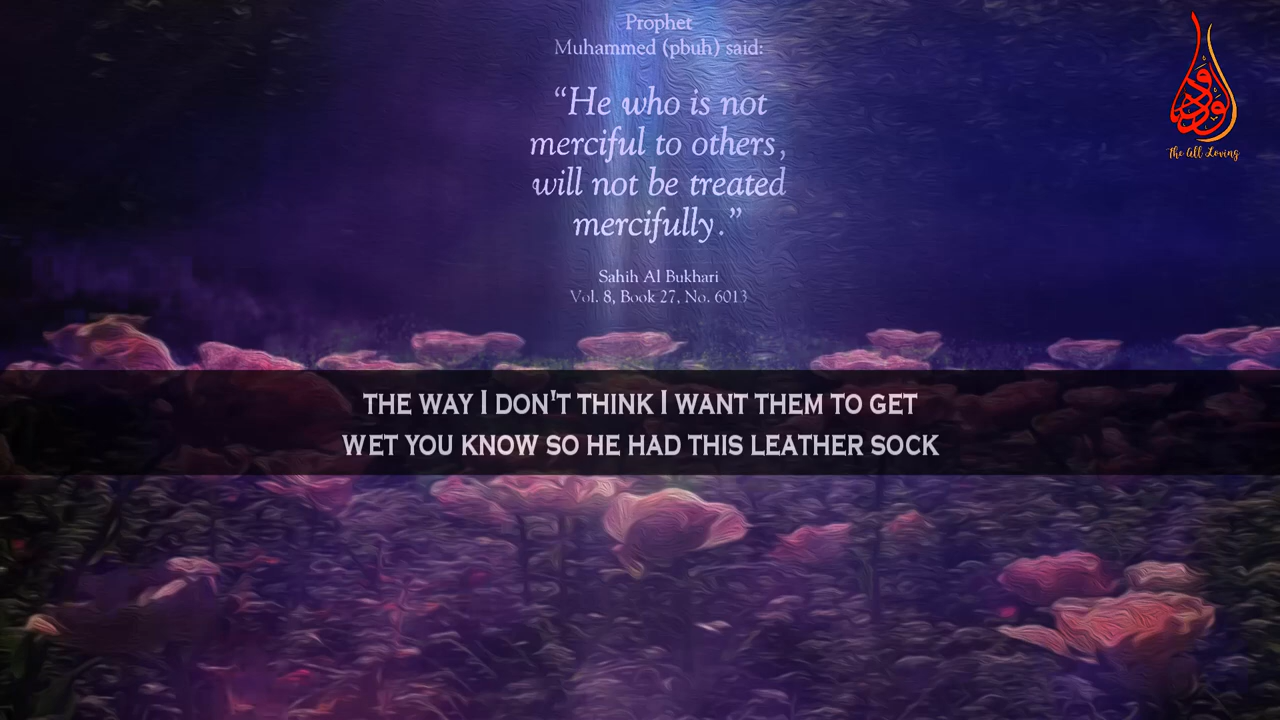 Prophet
Muhammed (pbuh) said:
“He who is not
merciful to others,
will not be treated
mercifully.”
Sahih Al Bukhari
Vol. 8, Book 27, No. 6013
الودود
The All Loving
THE WAY I DON'T THINK I WANT THEM TO GET
WET YOU KNOW SO HE HAD THIS LEATHER SOCK